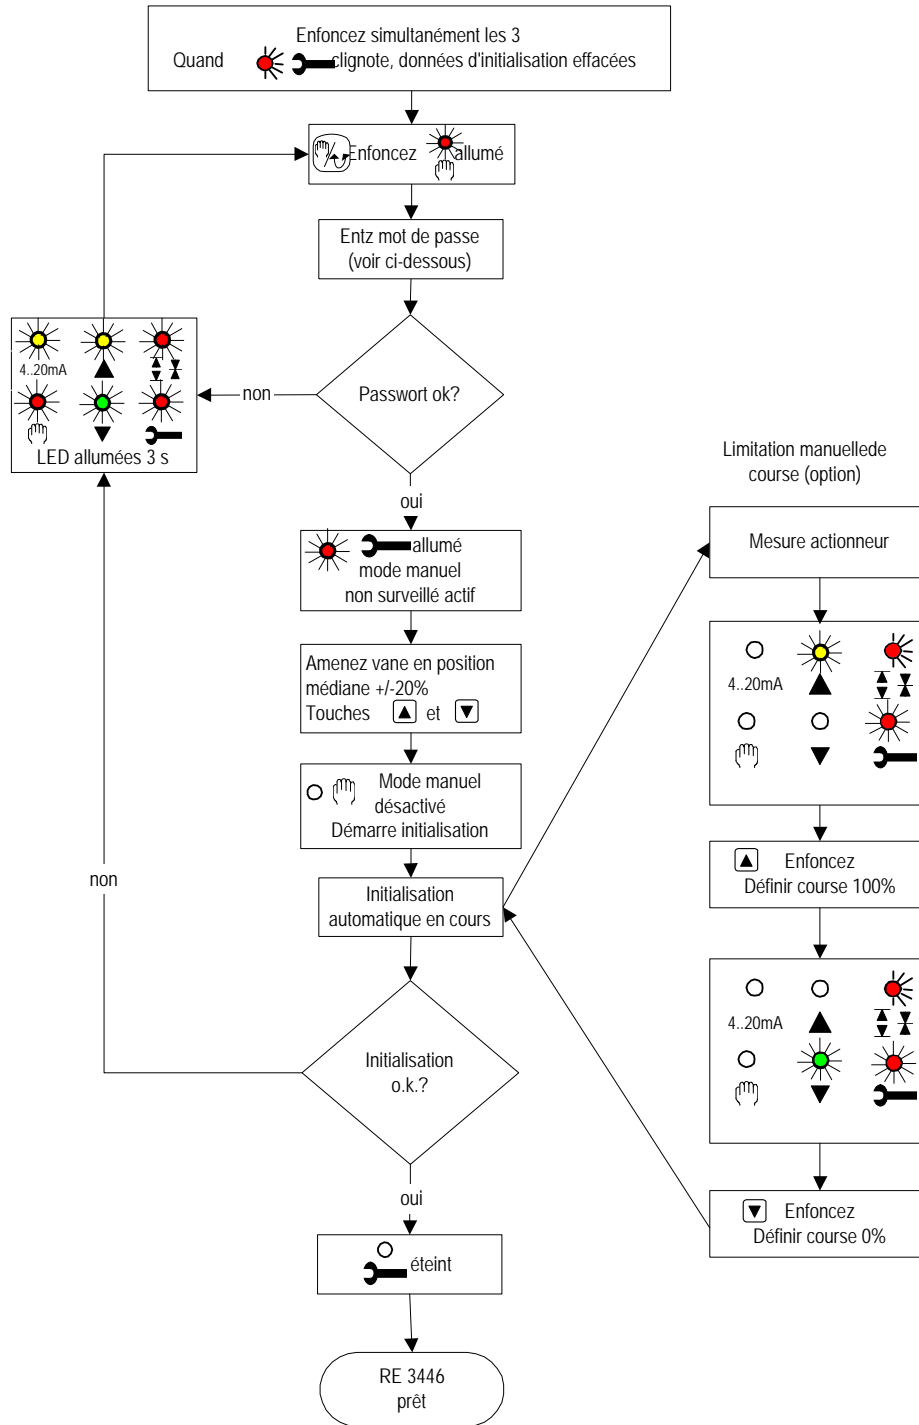 Enfoncez simultanément les 3
Quand clignote, données d'initialisation effacées
Enfoncez allumé
Entz mot de passe
(voir ci-dessous)
4..20mA
LED allumées 3 s
non
Passwort ok?
oui
allumé
mode manuel
non surveillé actif
Amenez vane en position
médiane +/-20%
Touches et
Mode manuel
désactivé
Démarre initialisation
Initialisation
automatique en cours
non
Initialisation
o.k.?
oui
éteint
RE 3446
prêt
Limitation manuellede
course (option)
Mesure actionneur
4..20mA
Enfoncez
Définir course 100%
4..20mA
Enfoncez
Définir course 0%